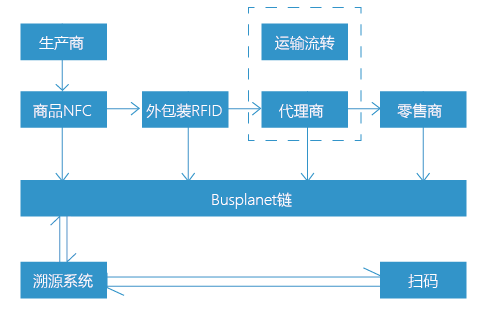 生产商
运输流转
商品NFC
外包装RFID
代理商
零售商
Busplanet链
溯源系统
扫码